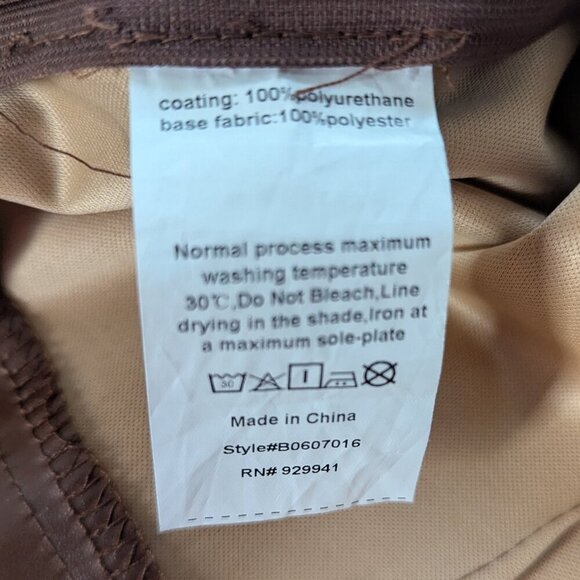 coating: 100%polyurethane
base fabric:100%polyester
Normal process maximum
washing temperature
30℃,Do Not Bleach,Line
drying in the shade,Iron at
a maximum sole-plate
30
Made in China
Style#B0607016
RN# 929941